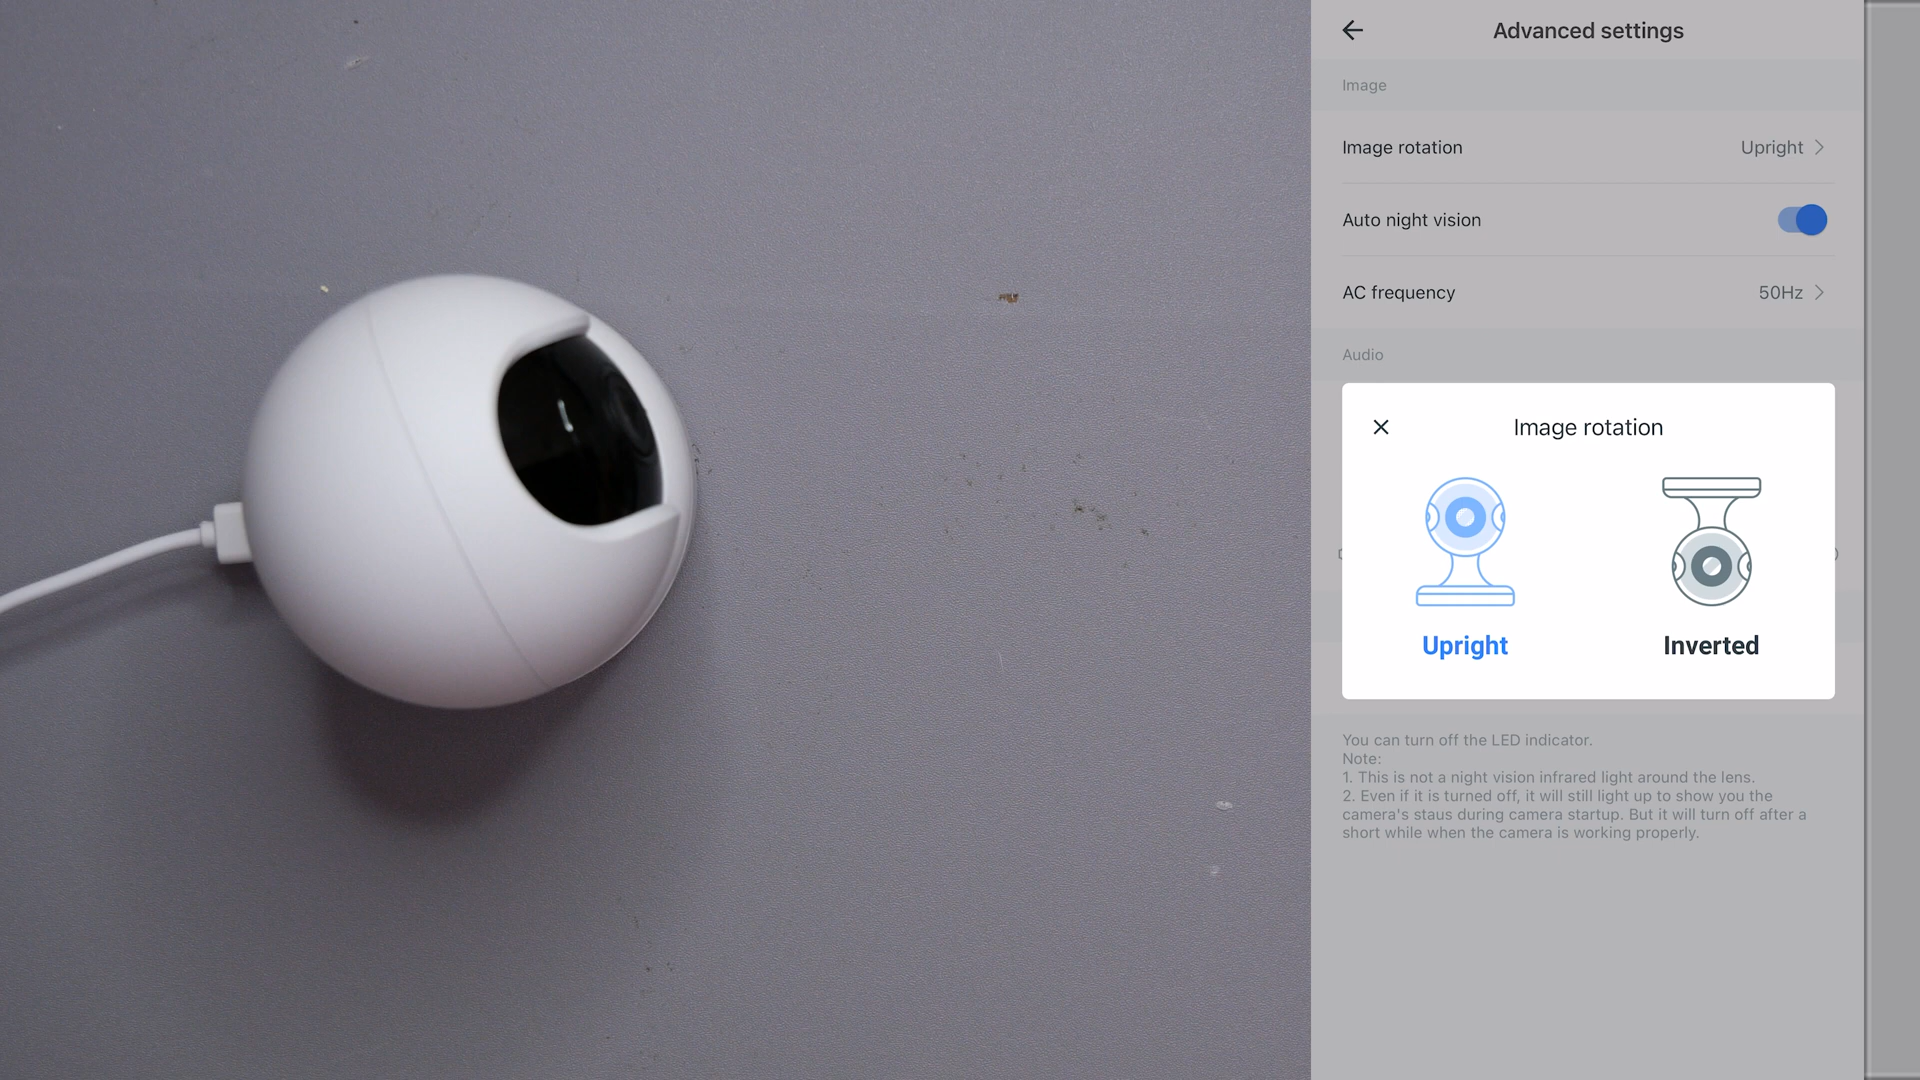 Advanced settings
Image
Image rotation
Upright
Auto night vision
AC frequency
50Hz
Audio
Image rotation
Upright
Inverted
You can turn off the LED indicator.
Note:
1. This is not a night vision infrared light around the lens.
2. Even if it is turned off, it will still light up to show you the
camera's staus during camera startup. But it will turn off after a
short while when the camera is working properly.